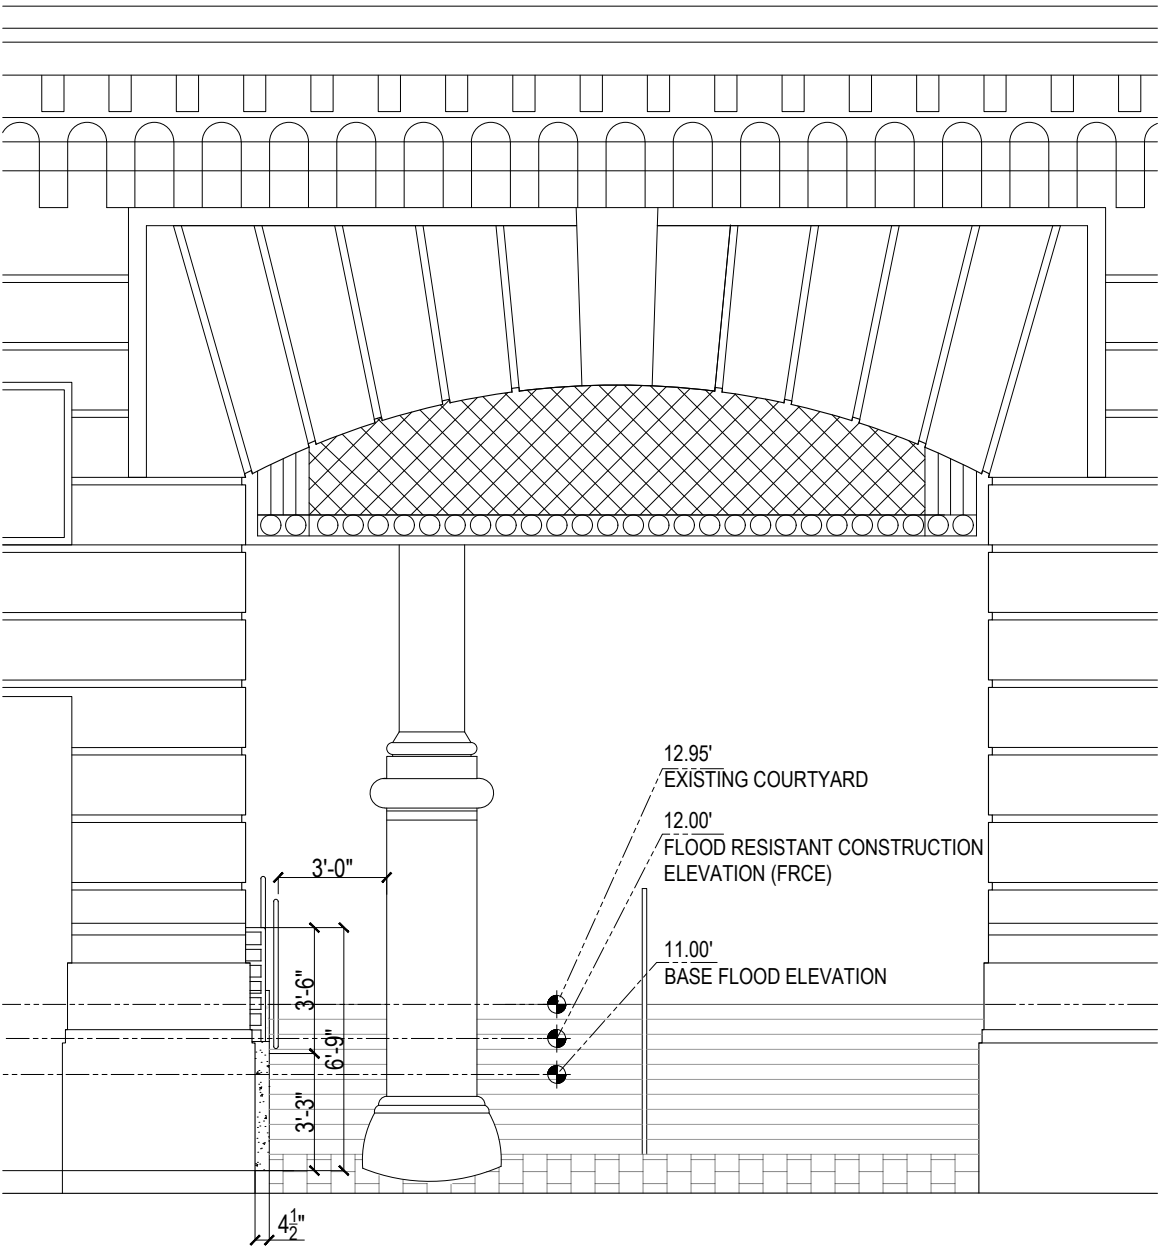 12.95'
EXISTING COURTYARD
12.00'
FLOOD RESISTANT CONSTRUCTION
ELEVATION (FRCE)
3'-0"
11.00'
BASE FLOOD ELEVATION
3'-6"
6'-9"
3'-3"
4½"